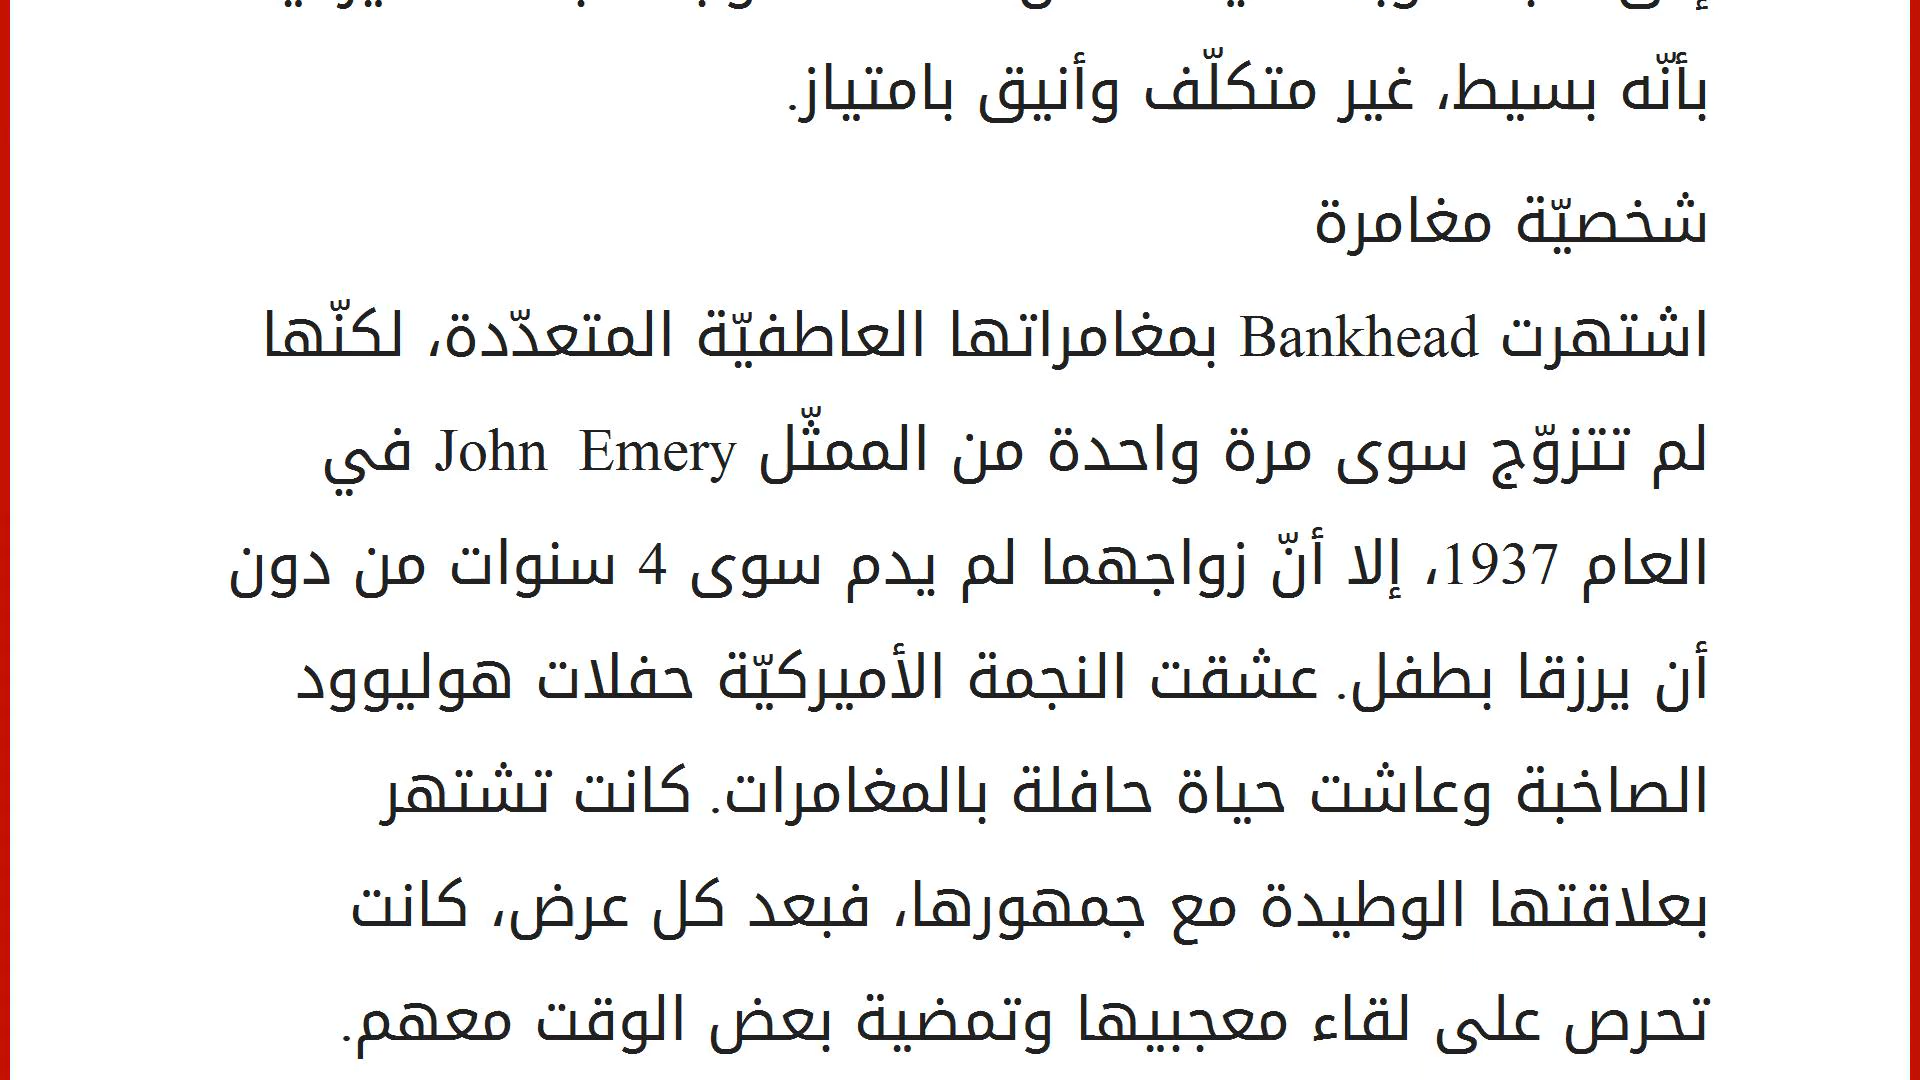 بأنّه بسيط، غير متكلّف وأنيق بامتياز.
شخصيّة مغامرة
اشتهرت Bankhead بمغامراتها العاطفيّة المتعدّدة، لكنّها
لم تتزوّج سوى مرة واحدة من الممثّل John Emery في
العام 1937، إلا أنّ زواجهما لم يدم سوى 4 سنوات من دون
أن يرزقا بطفل. عشقت النجمة الأميركيّة حفلات هوليوود
الصاخبة وعاشت حياة حافلة بالمغامرات. كانت تشتهر
بعلاقتها الوطيدة مع جمهورها، فبعد كل عرض، كانت
تحرص على لقاء معجبيها وتمضية بعض الوقت معهم.